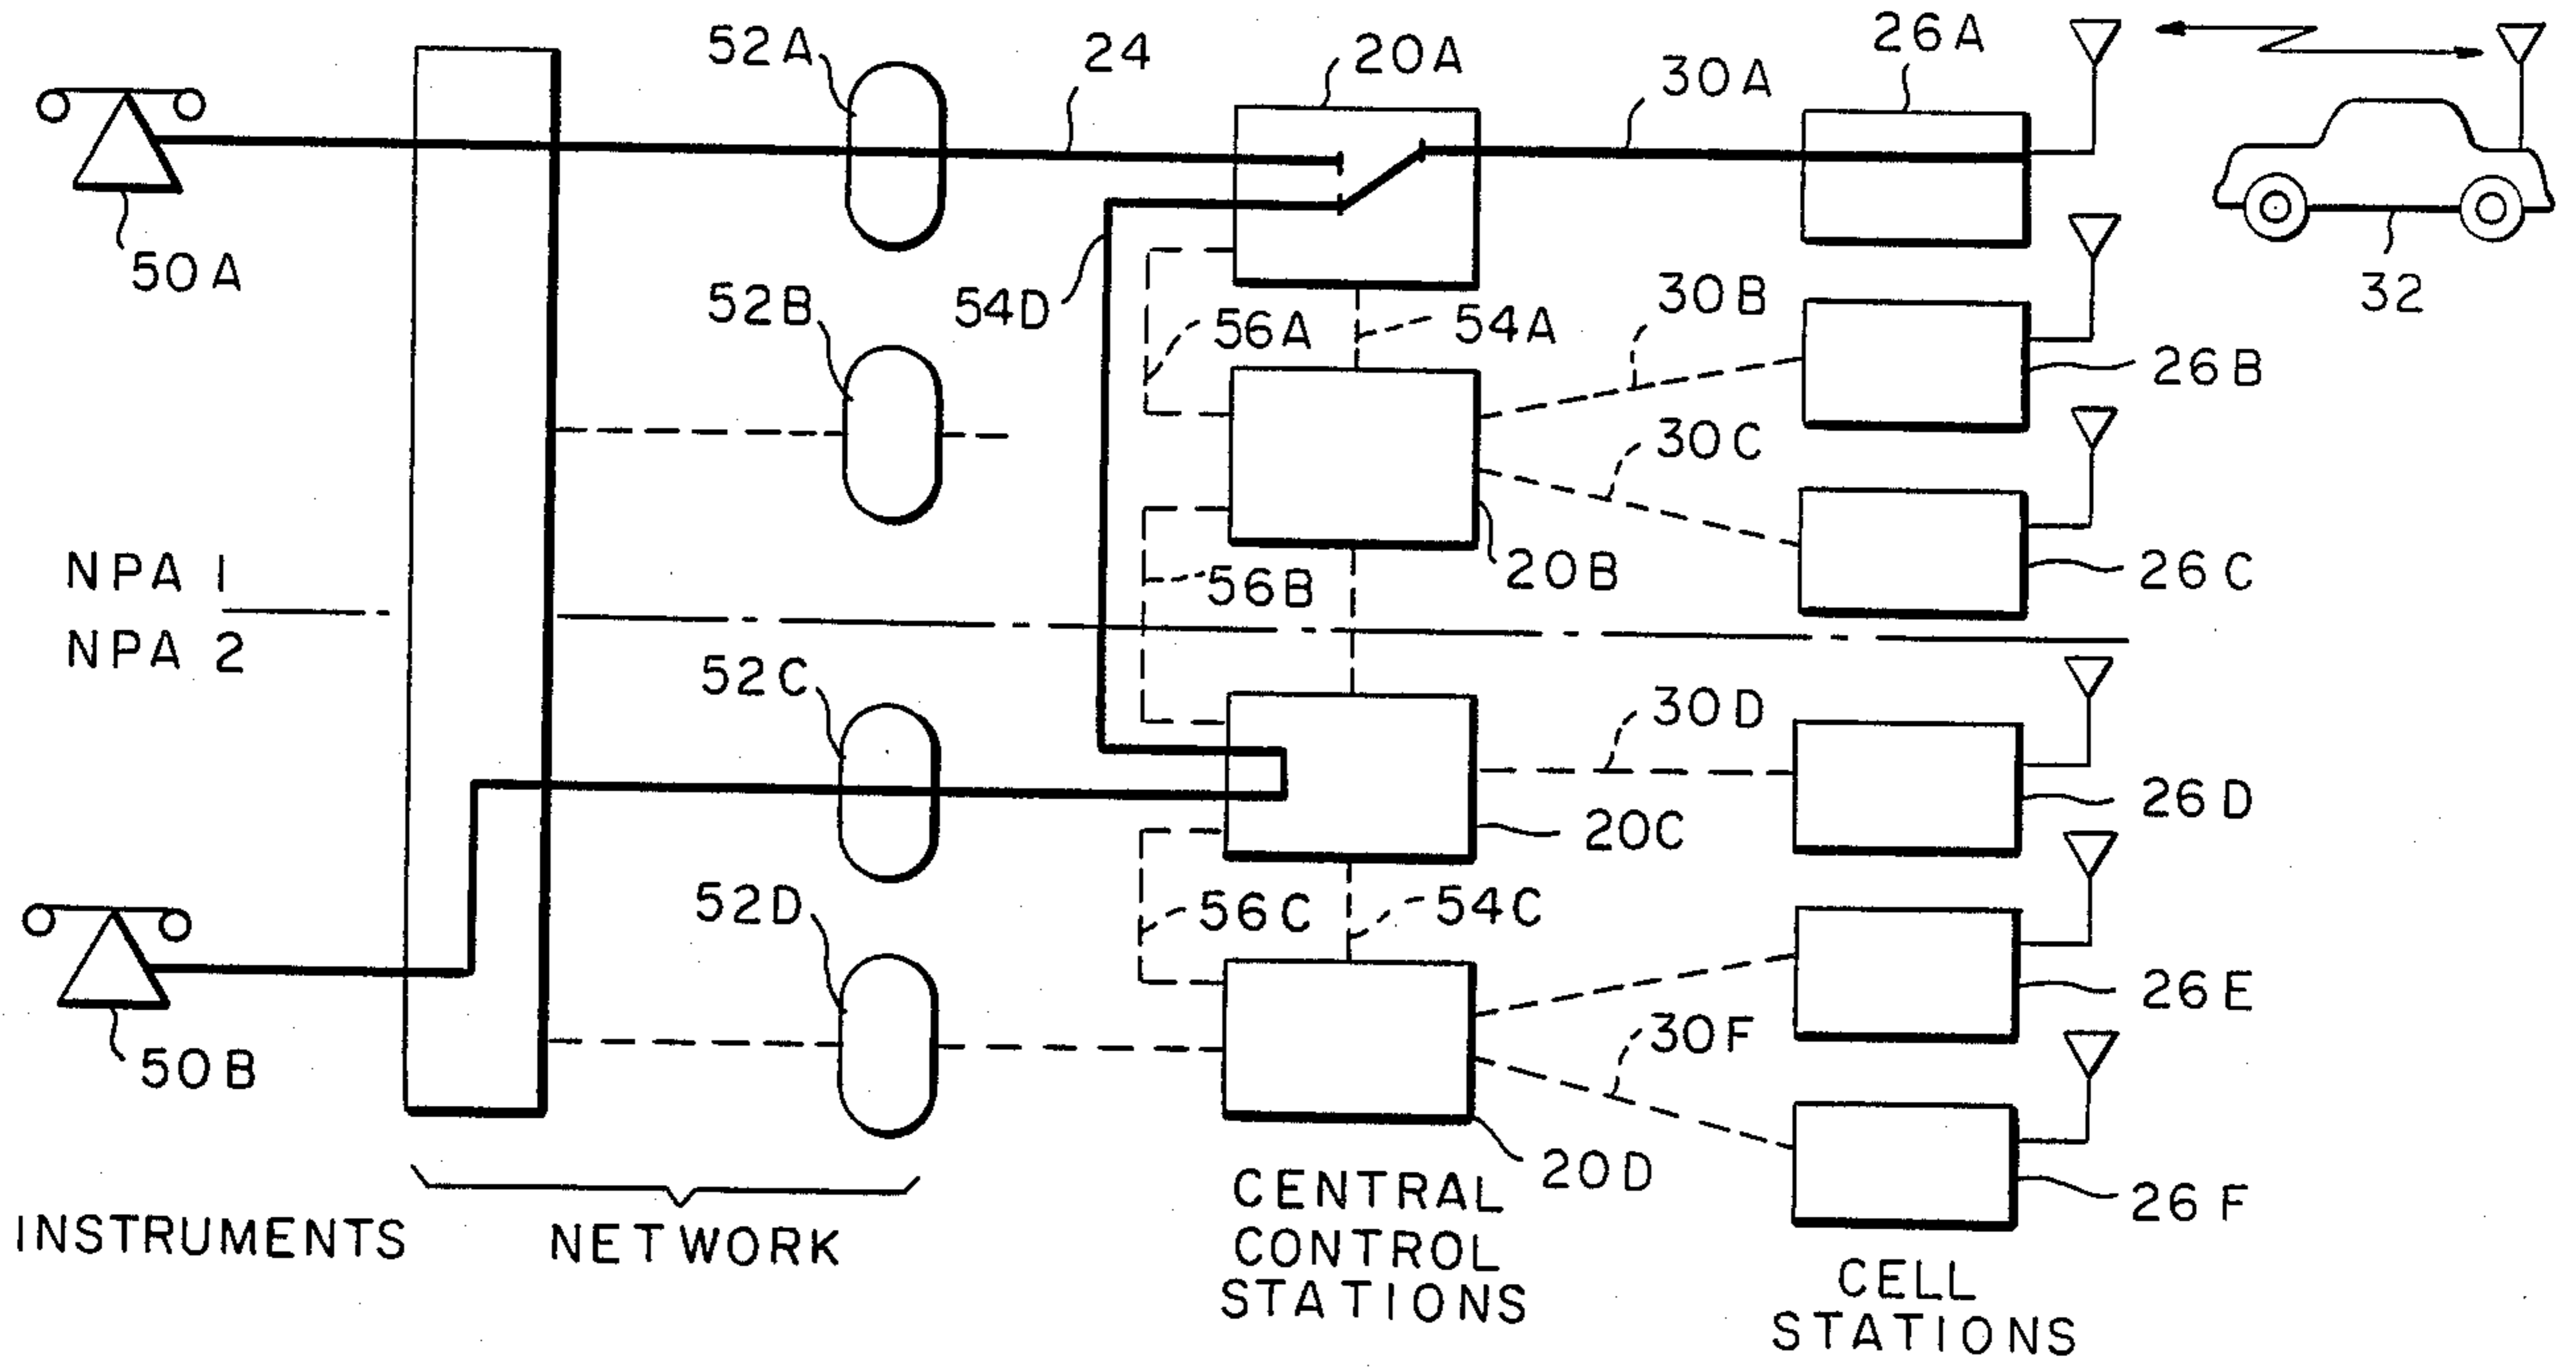 52A
24
20A
26A
30A
50A
32
52B
54D
56A
54A
30B
26B
30C
NPA 1
56B
20B
26C
NPA 2
52C
30D
26D
20C
52D
56C
54C
26E
50B
30F
20D
26F
INSTRUMENTS
NETWORK
CENTRAL
CONTROL
STATIONS
CELL
STATIONS